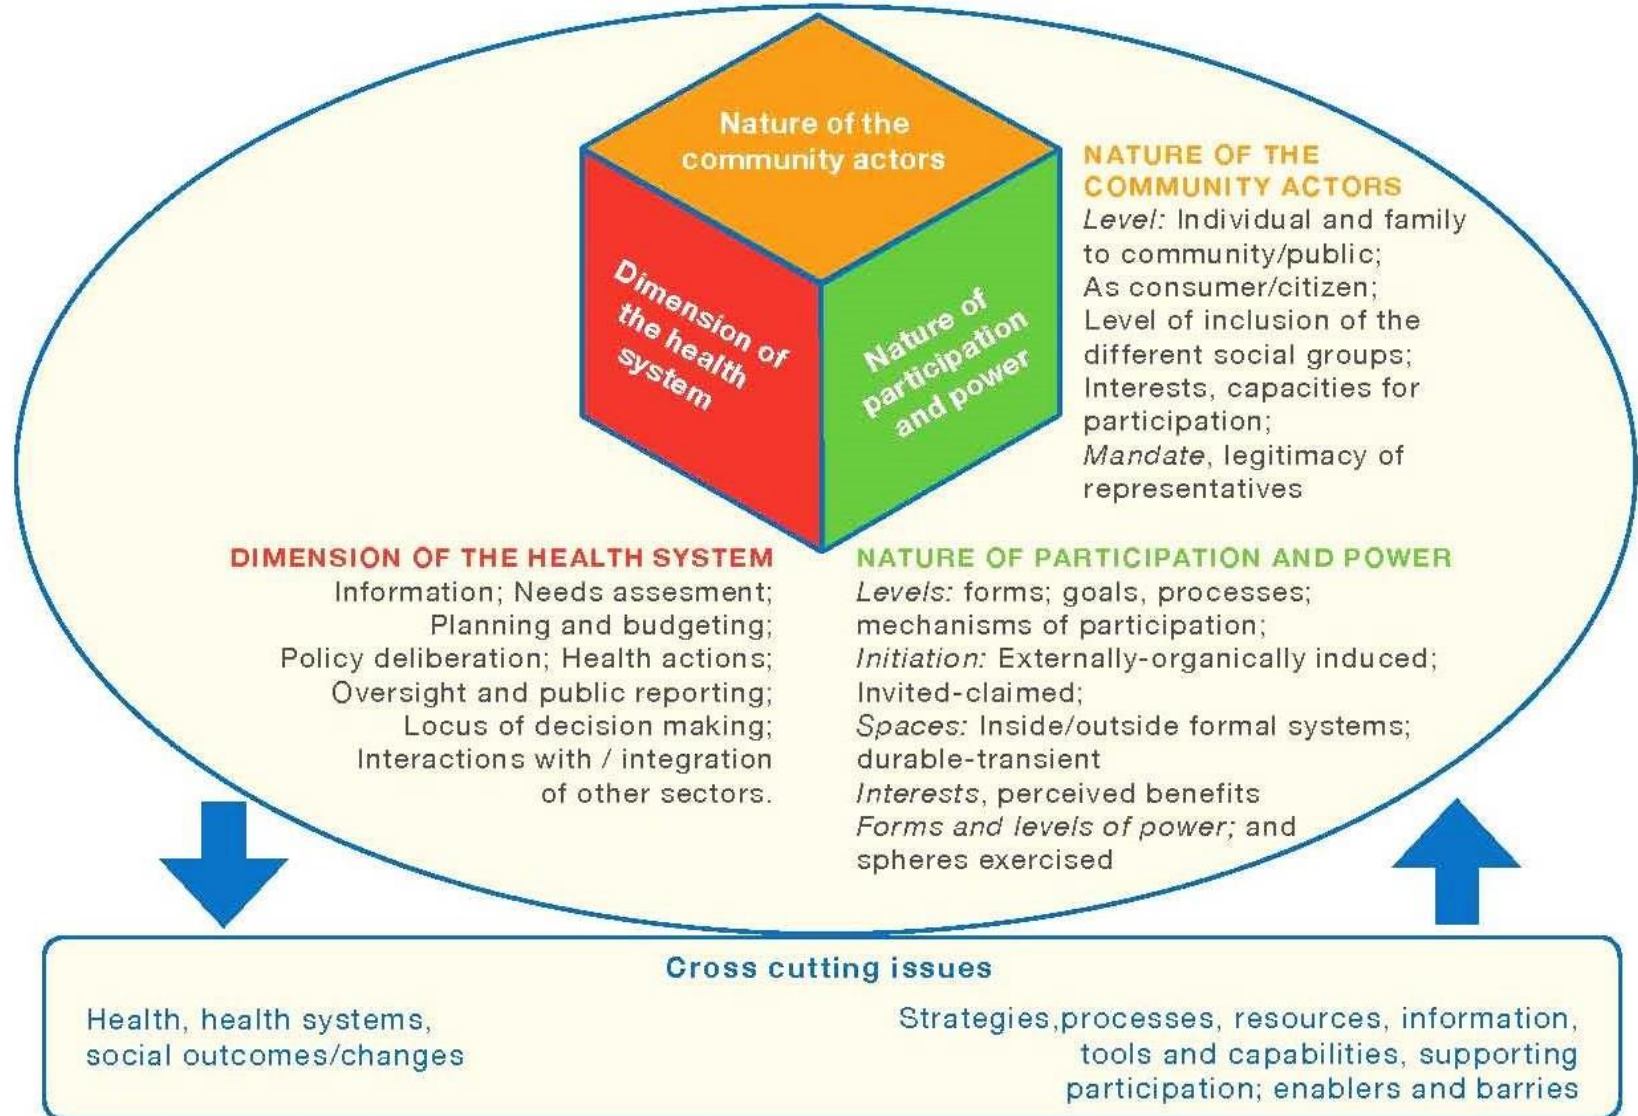 Nature of the
community actors
Dimension of
the health
system
Nature of
participation
and power
NATURE OF THE
COMMUNITY ACTORS
Level: Individual and family
to community/public;
As consumer/citizen;
Level of inclusion of the
different social groups;
Interests, capacities for
participation;
Mandate, legitimacy of
representatives
DIMENSION OF THE HEALTH SYSTEM
Information; Needs assesment;
Planning and budgeting;
Policy deliberation; Health actions;
Oversight and public reporting;
Locus of decision making;
Interactions with / integration
of other sectors.
NATURE OF PARTICIPATION AND POWER
Levels: forms; goals, processes;
mechanisms of participation;
Initiation: Externally-organically induced;
Invited-claimed;
Spaces: Inside/outside formal systems;
durable-transient
Interests, perceived benefits
Forms and levels of power; and
spheres exercised
Cross cutting issues
Health, health systems,
social outcomes/changes
Strategies,processes, resources, information,
tools and capabilities, supporting
participation; enablers and barries